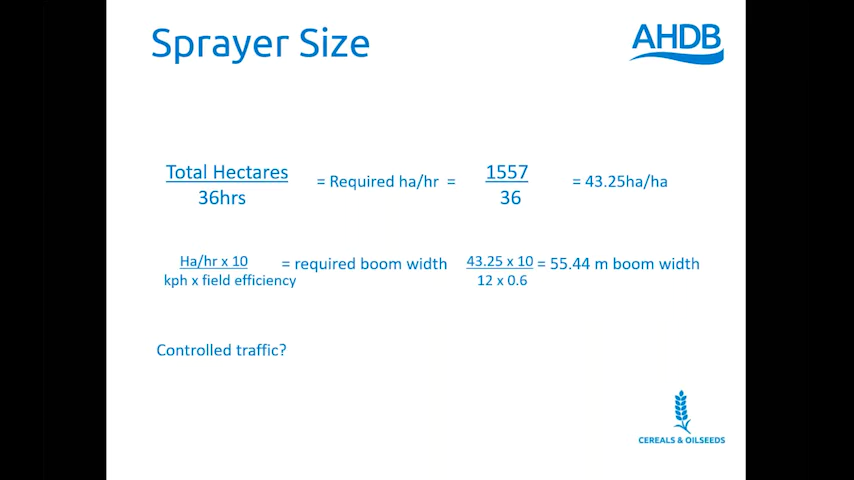 Sprayer Size
AHDB
Total Hectares
36hrs
= Required ha/hr =
1557
36
= 43.25ha/ha
Ha/hr x 10
kph x field efficiency
= required boom width
43.25 x 10
12 x 0.6
= 55.44 m boom width
Controlled traffic?
CEREALS & OILSEEDS